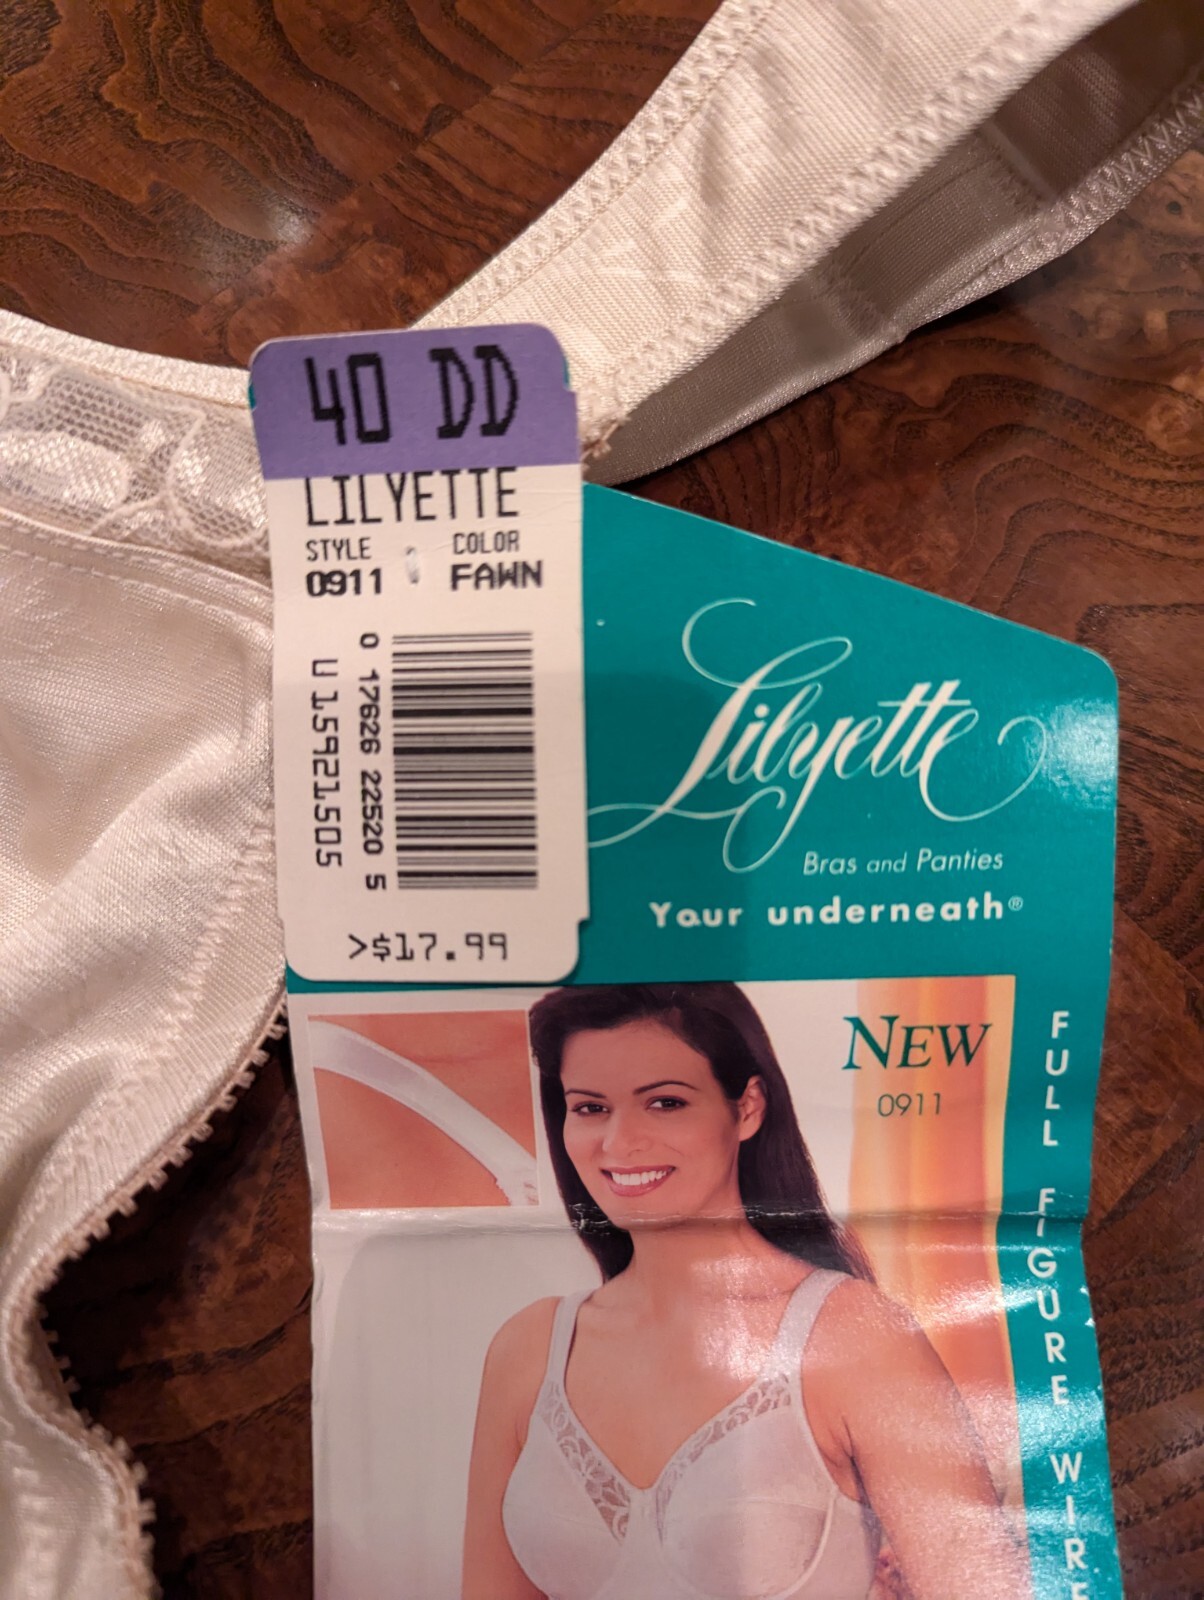 40 DD
LILYETTE
STYLE COLOR
0911 FAWN
0 17626 22520 5
U 15921505
>$17.99
Lilyette
Bras and Panties
Your underneath®
NEW
0911
FULL FIGURE WIRE